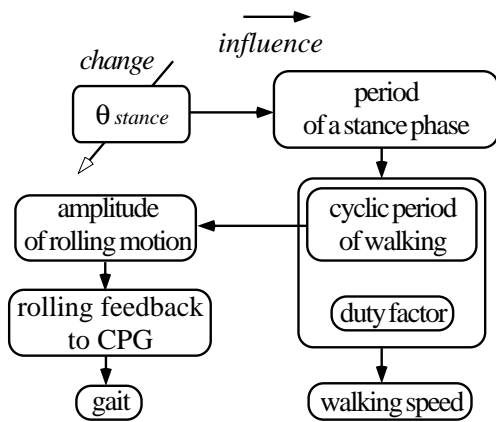 influence
change
θ stance
period
of a stance phase
amplitude
of rolling motion
cyclic period
of walking
rolling feedback
to CPG
duty factor
gait
walking speed